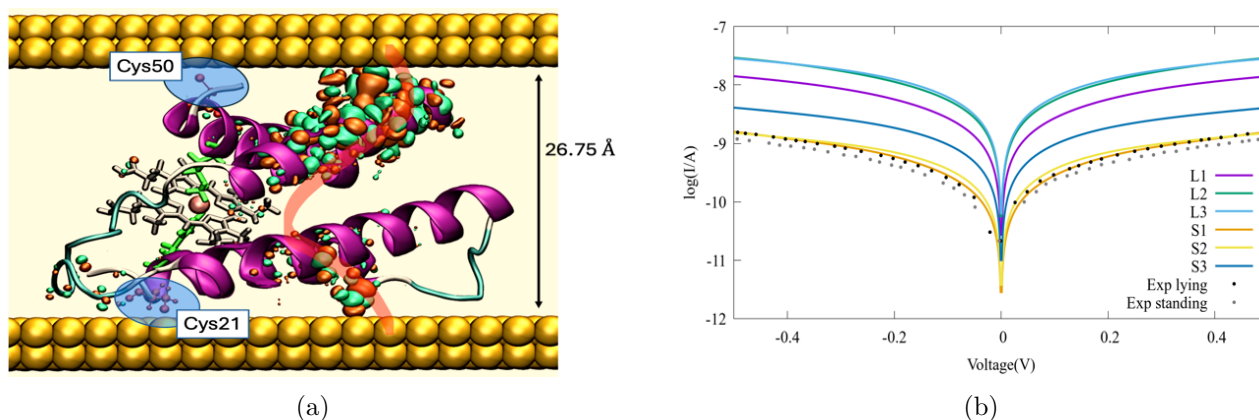 Cys50
26.75 Å
Cys21
(a)
-7
-8
-9
-10
-11
-12
log(I/A)
-0.4
-0.2
0
0.2
0.4
Voltage(V)
L1
L2
L3
S1
S2
S3
Exp lying
Exp standing
(b)